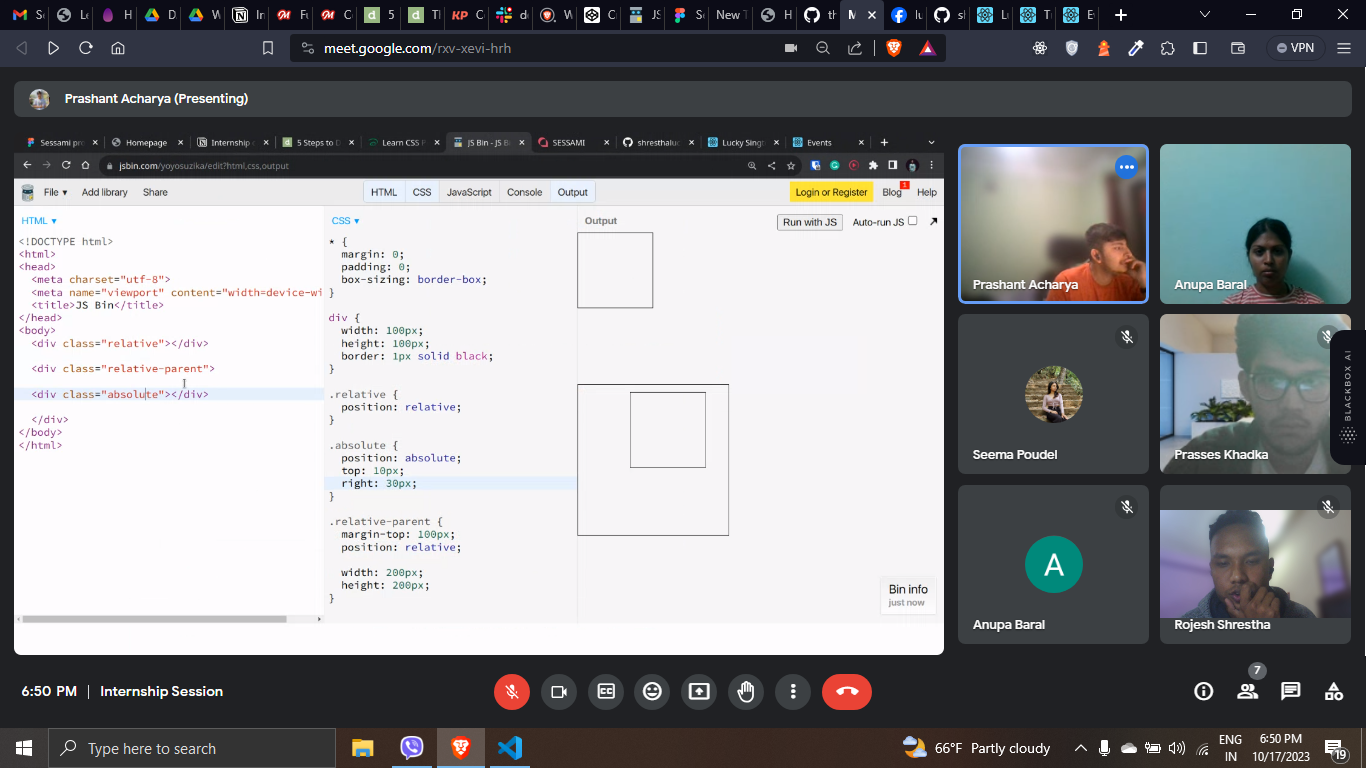 meet.google.com/rxv-xevi-hrh
VPN
Prashant Acharya (Presenting)
Sessami pro
Homepage
Internship c
5 Steps to D
Learn CSS P
JS Bin - JS B
SESSAMI
shresthaluc
Lucky Singt
Events
jsbin.com/yoyosuzika/edit?html,css,output
File ▾
Add library
Share
HTML
CSS
JavaScript
Console
Output
Login or Register
Blog
1
Help
HTML ▾
<!DOCTYPE html>
<html>
<head>
<meta charset="utf-8">
<meta name="viewport" content="width=device-wi
<title>JS Bin</title>
</head>
<body>
<div class="relative"></div>
<div class="relative-parent">
<div class="absolute"></div>
</div>
</body>
</html>
CSS ▾
* {
margin: 0;
padding: 0;
box-sizing: border-box;
}
div {
width: 100px;
height: 100px;
border: 1px solid black;
}
.relative {
position: relative;
}
.absolute {
position: absolute;
top: 10px;
right: 30px;
}
.relative-parent {
margin-top: 100px;
position: relative;
width: 200px;
height: 200px;
}
Output
Run with JS
Auto-run JS
Bin info
just now
Prashant Acharya
Anupa Baral
Seema Poudel
Prasses Khadka
A
Anupa Baral
Rojesh Shrestha
BLACKBOX AI
6:50 PM | Internship Session
7
Type here to search
66°F Partly cloudy
ENG
IN
6:50 PM
10/17/2023
19